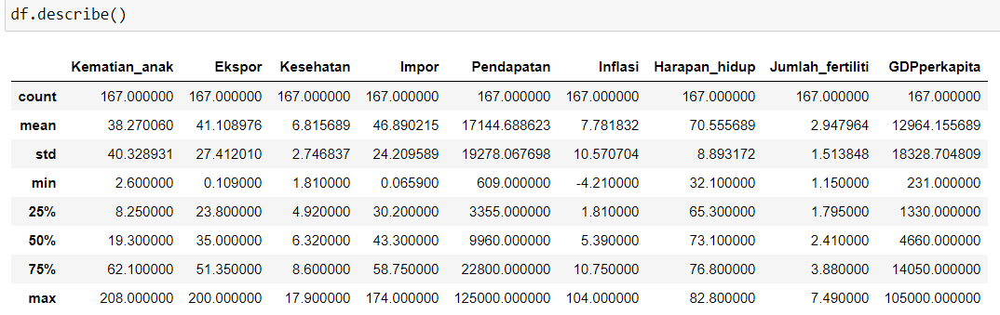 df.describe()
Kematian_anak Ekspor Kesehatan Impor Pendapatan Inflasi Harapan_hidup Jumlah_fertiliti GDPperkapita
count 167.000000 167.000000 167.000000 167.000000 167.000000 167.000000 167.000000 167.000000 167.000000
mean 38.270060 41.108976 6.815689 46.890215 17144.688623 7.781832 70.555689 2.947964 12964.155689
std 40.328931 27.412010 2.746837 24.209589 19278.067698 10.570704 8.893172 1.513848 18328.704809
min 2.600000 0.109000 1.810000 0.065900 609.000000 -4.210000 32.100000 1.150000 231.000000
25% 8.250000 23.800000 4.920000 30.200000 3355.000000 1.810000 65.300000 1.795000 1330.000000
50% 19.300000 35.000000 6.320000 43.300000 9960.000000 5.390000 73.100000 2.410000 4660.000000
75% 62.100000 51.350000 8.600000 58.750000 22800.000000 10.750000 76.800000 3.880000 14050.000000
max 208.000000 200.000000 17.900000 174.000000 125000.000000 104.000000 82.800000 7.490000 105000.000000